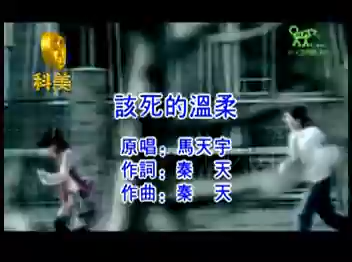 科美
該死的溫柔
原唱：馬天宇
作詞：秦 天
作曲：秦 天